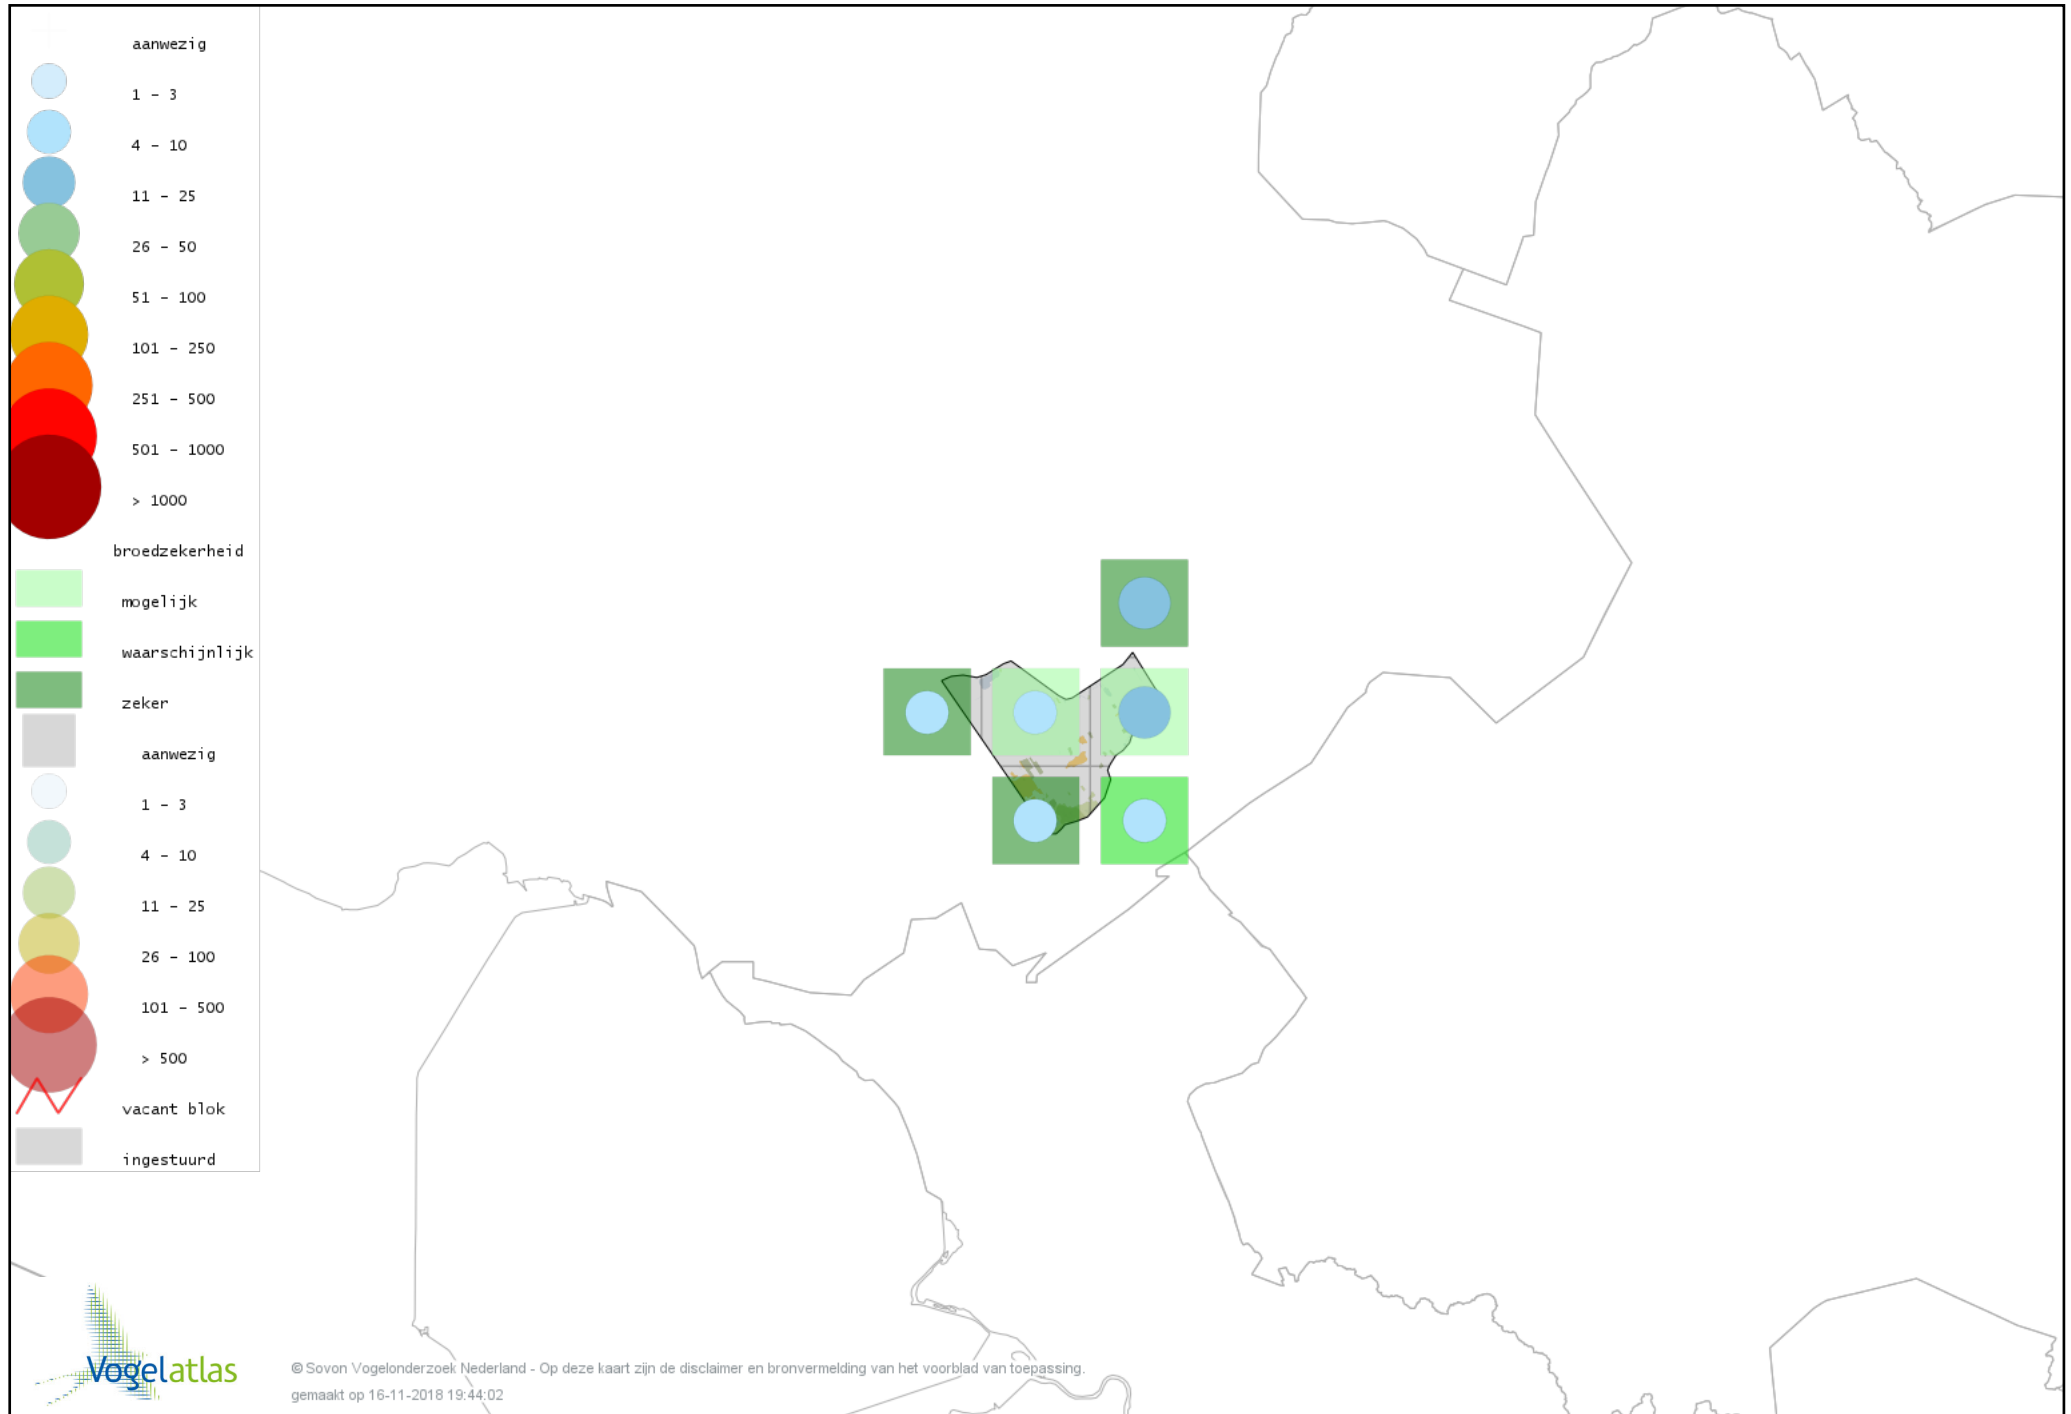 aanwezig
1 - 3
4 - 10
11 - 25
26 - 50
51 - 100
101 - 250
251 - 500
501 - 1000
> 1000
broedzekerheid
mogelijk
waarschijnlijk
zeker
aanwezig
1 - 3
4 - 10
11 - 25
26 - 100
101 - 500
> 500
vacant blok
ingestuurd
Vogelatlas
© Sovon Vogelonderzoek Nederland - Op deze kaart zijn de disclaimer en bronvermelding van het voorblad van toepassing.
gemaakt op 16-11-2018 19:44:02